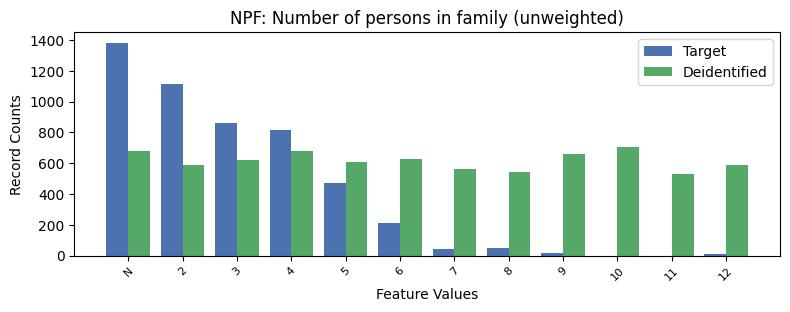 NPF: Number of persons in family (unweighted)
Target
Deidentified
Record Counts
1400
1200
1000
800
600
400
200
0
N 2 3 4 5 6 7 8 9 10 11 12
Feature Values